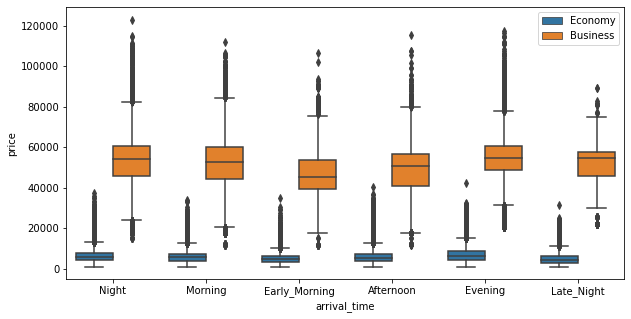 120000
100000
80000
60000
40000
20000
0
price
Economy
Business
Night Morning Early_Morning Afternoon Evening Late_Night
arrival_time